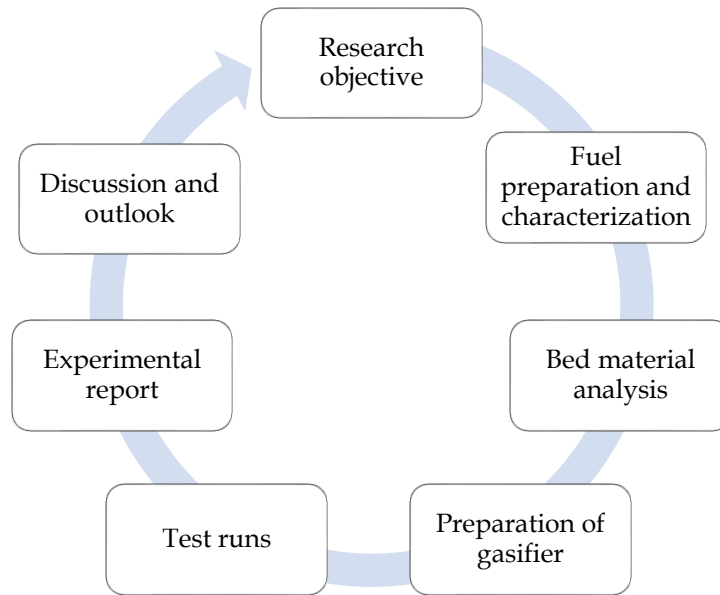 Research
objective
Fuel
preparation and
characterization
Bed material
analysis
Preparation of
gasifier
Test runs
Experimental
report
Discussion and
outlook